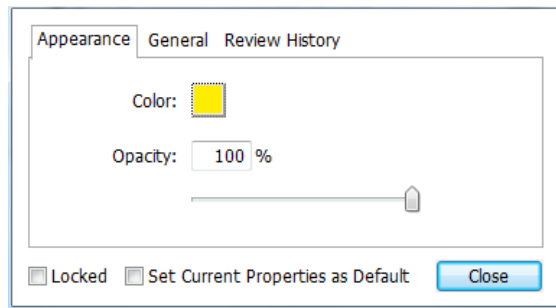 Appearance General Review History
Color:
Opacity: 100 %
Locked Set Current Properties as Default Close